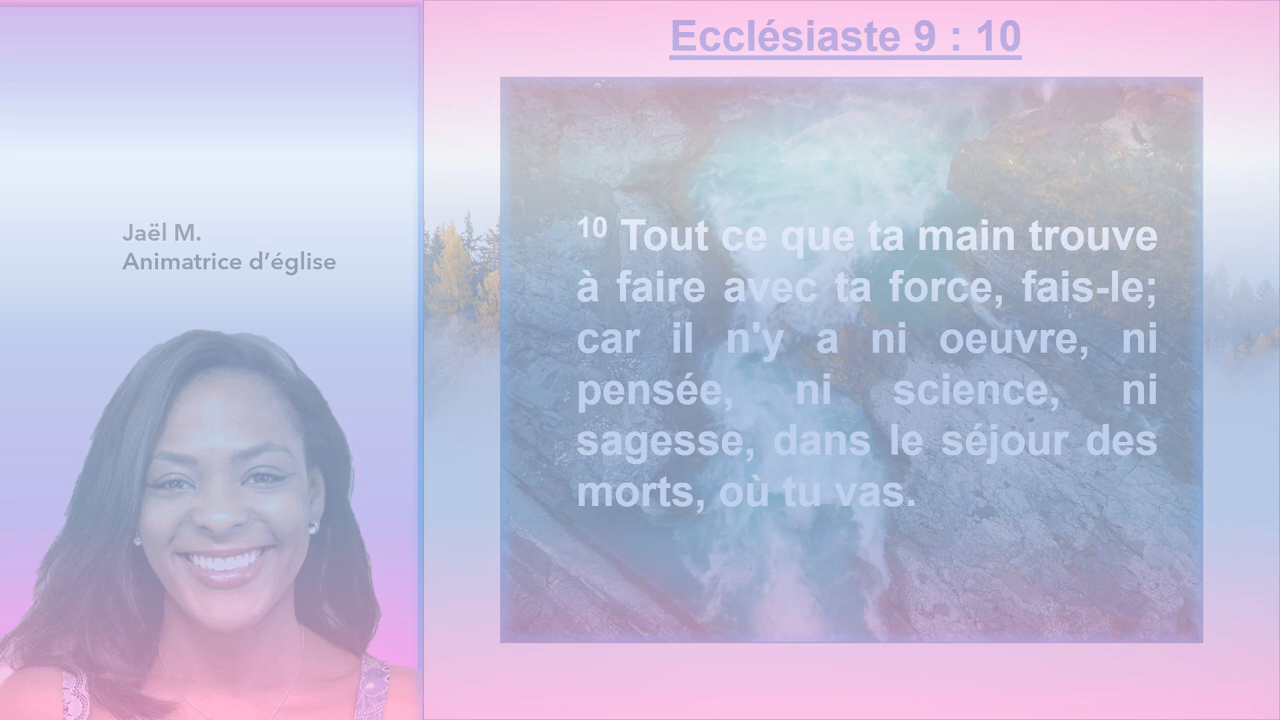 Ecclésiaste 9 : 10
Jaël M.
Animatrice d’église
10 Tout ce que ta main trouve
à faire avec ta force, fais-le;
car il n'y a ni oeuvre, ni
pensée, ni science, ni
sagesse, dans le séjour des
morts, où tu vas.